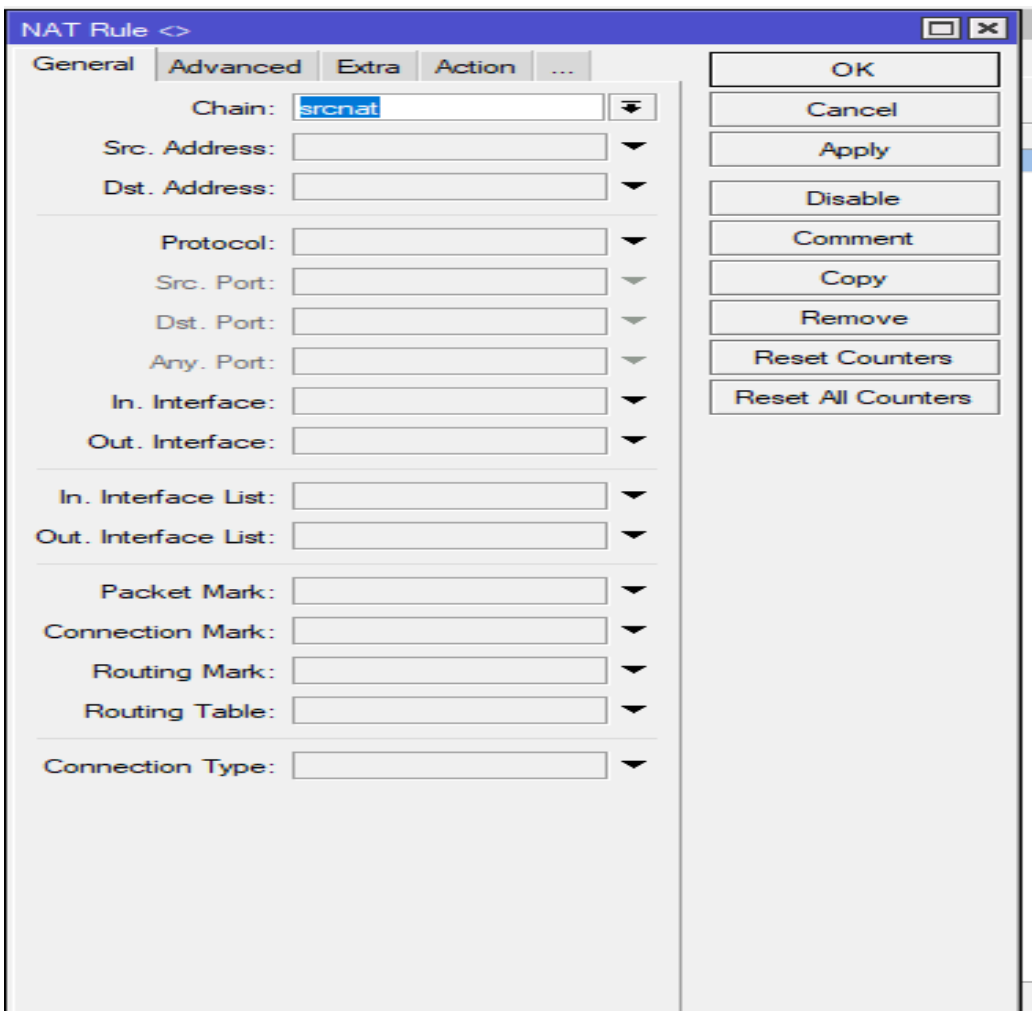 NAT Rule <>
General Advanced Extra Action ...
Chain: srcnat
Src. Address:
Dst. Address:
Protocol:
Src. Port:
Dst. Port:
Any. Port:
In. Interface:
Out. Interface:
In. Interface List:
Out. Interface List:
Packet Mark:
Connection Mark:
Routing Mark:
Routing Table:
Connection Type:
OK
Cancel
Apply
Disable
Comment
Copy
Remove
Reset Counters
Reset All Counters